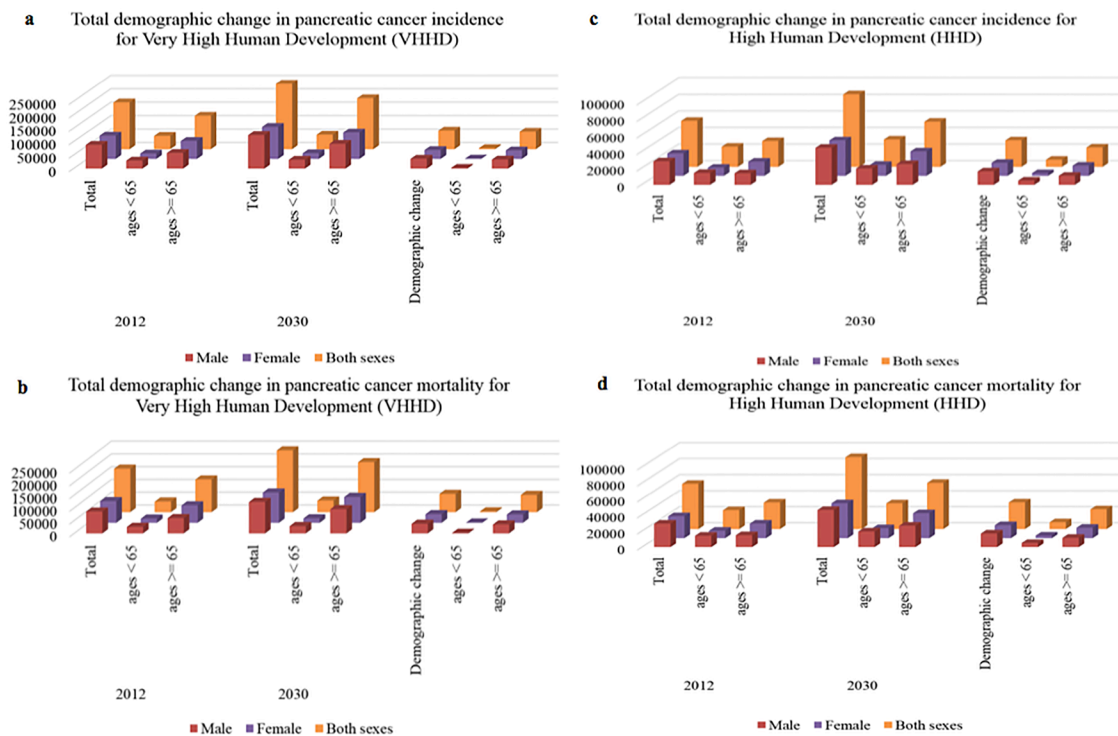 a
Total demographic change in pancreatic cancer incidence
for Very High Human Development (VHHD)
250000
200000
150000
100000
50000
0
Total
ages < 65
ages >= 65
Total
ages < 65
ages >= 65
Demographic change
ages < 65
ages >= 65
2012
2030
Male Female Both sexes
b
Total demographic change in pancreatic cancer mortality for
Very High Human Development (VHHD)
250000
200000
150000
100000
50000
0
Total
ages < 65
ages >= 65
Total
ages < 65
ages >= 65
Demographic change
ages < 65
ages >= 65
2012
2030
Male Female Both sexes
c
Total demographic change in pancreatic cancer incidence for
High Human Development (HHD)
100000
80000
60000
40000
20000
0
Total
ages < 65
ages >= 65
Total
ages < 65
ages >= 65
Demographic change
ages < 65
ages >= 65
2012
2030
Male Female Both sexes
d
Total demographic change in pancreatic cancer mortality for
High Human Development (HHD)
100000
80000
60000
40000
20000
0
Total
ages < 65
ages >= 65
Total
ages < 65
ages >= 65
Demographic change
ages < 65
ages >= 65
2012
2030
Male Female Both sexes